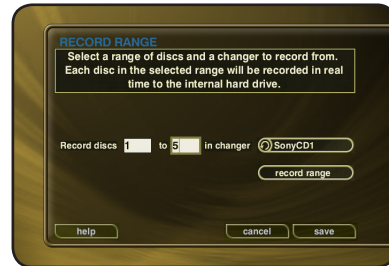 RECORD RANGE
Select a range of discs and a changer to record from.
Each disc in the selected range will be recorded in real
time to the internal hard drive.
Record discs 1 to 5 in changer SonyCD1
record range
help cancel save